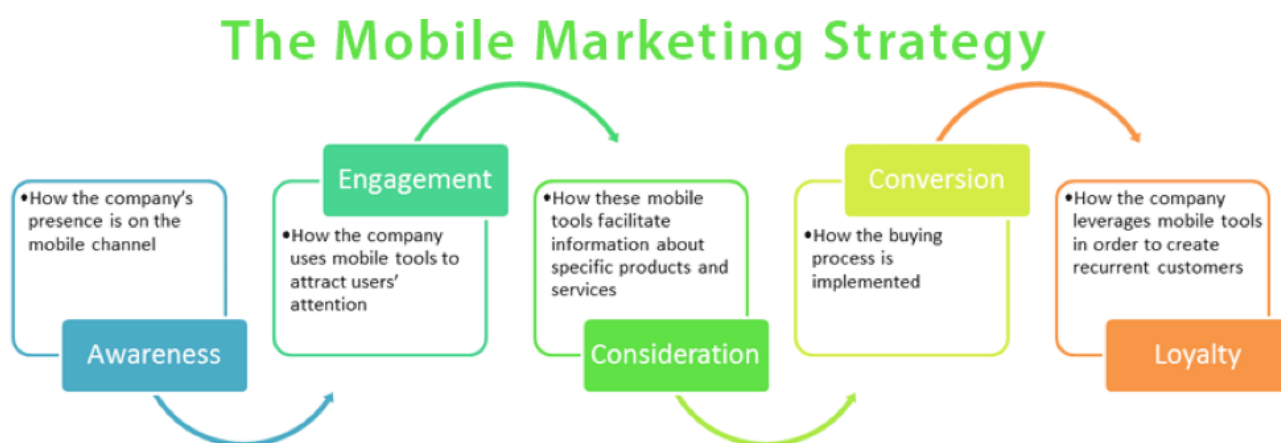 The Mobile Marketing Strategy
•How the company's
presence is on the
mobile channel
Awareness
Engagement
•How the company
uses mobile tools to
attract users'
attention
•How these mobile
tools facilitate
information about
specific products and
services
Consideration
Conversion
•How the buying
process is
implemented
•How the company
leverages mobile tools
in order to create
recurrent customers
Loyalty